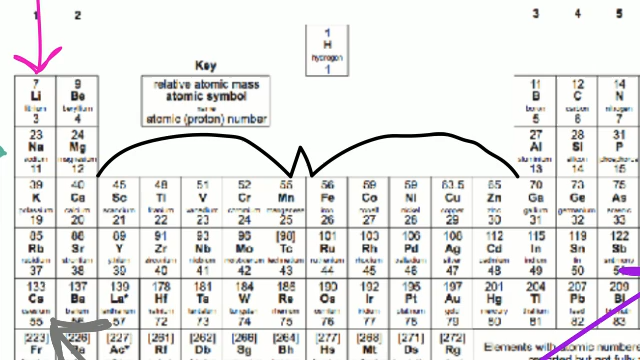 1 2 3 4 5
1
H
hydrogen
1
Key
relative atomic mass
atomic symbol
name
atomic (proton) number
7 9 11 12 14
Li Be B C N
lithium beryllium boron carbon nitrogen
3 4 5 6 7
23 24 27 28 31
Na Mg Al Si P
sodium magnesium aluminium silicon phosphorus
11 12 13 14 15
39 40 45 48 51 52 55 56 59 59 63.5 65 70 73 75
K Ca Sc Ti V Cr Mn Fe Co Ni Cu Zn Ga Ge As
potassium calcium scandium titanium vanadium chromium manganese iron cobalt nickel copper zinc gallium germanium arsenic
19 20 21 22 23 24 25 26 27 28 29 30 31 32 33
85 88 89 91 93 96 [98] 101 103 106 108 112 115 119 122
Rb Sr Y Zr Nb Mo Tc Ru Rh Pd Ag Cd In Sn Sb
rubidium strontium yttrium zirconium niobium molybdenum technetium ruthenium rhodium palladium silver cadmium indium tin antimony
37 38 39 40 41 42 43 44 45 46 47 48 49 50
133 137 139 178 181 184 186 190 192 195 197 201 204 207 209
Cs Ba La* Hf Ta W Re Os Ir Pt Au Hg Tl Pb Bi
caesium barium lanthanum hafnium tantalum tungsten rhenium osmium iridium platinum gold mercury thallium lead bismuth
55 57 72 73 74 75 76 77 78 79 80 81 82 83
[223] [226] [227] [261] [262] [266] [264] [277] [268] [271] [272]
Fr Ac* Rf Db Sg Bh Hs Mt Ds Rg
Elements with atomic number